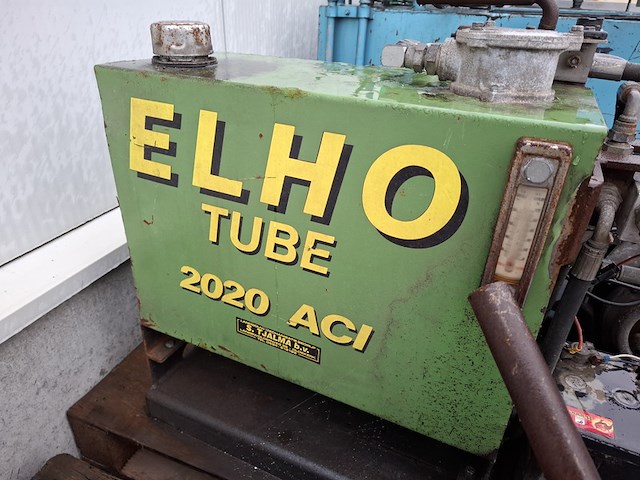 ELHO
TUBE
2020 ACI
S. TJALMA b.v.